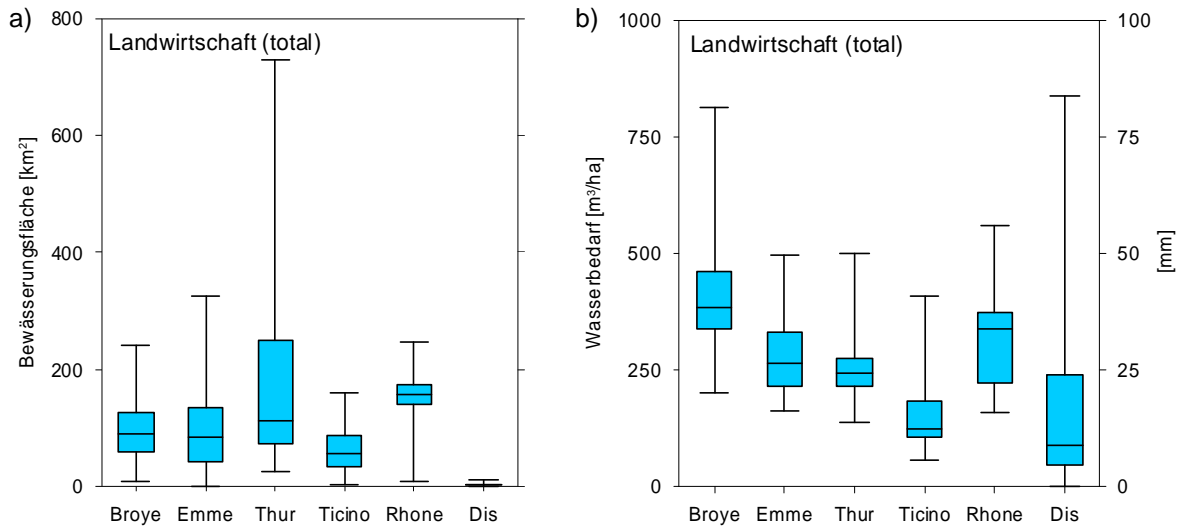 a)
Landwirtschaft (total)
Bewässerungsfläche [km²]
800
600
400
200
0
Broye Emme Thur Ticino Rhone Dis
b)
Landwirtschaft (total)
Wasserbedarf [m³/ha]
1000
750
500
250
0
100
75
50
25
0
[mm]
Broye Emme Thur Ticino Rhone Dis